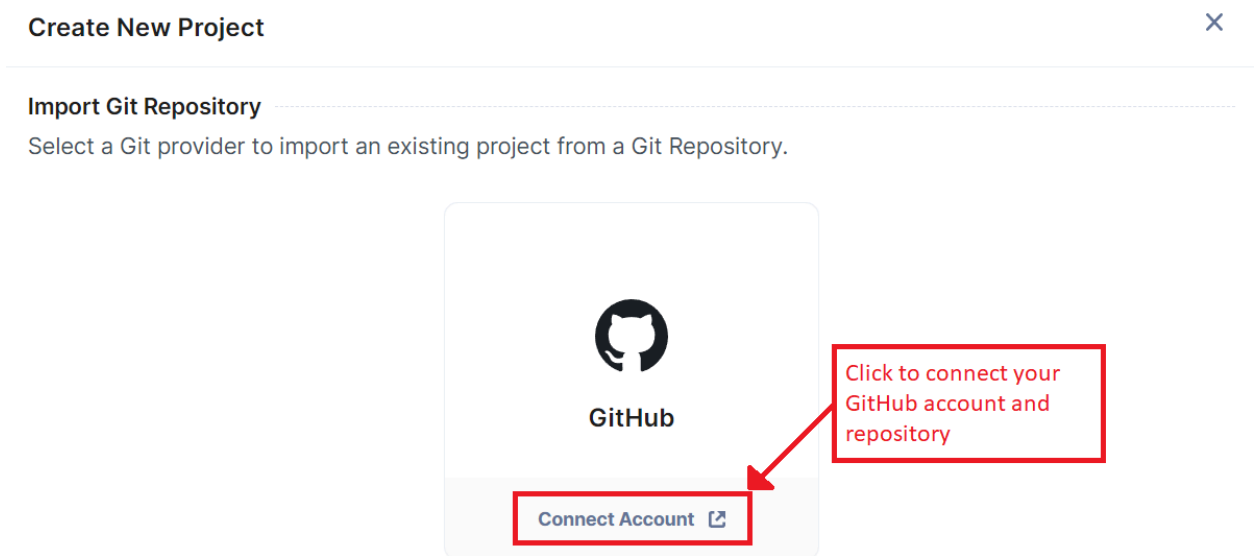 Create New Project
Import Git Repository
Select a Git provider to import an existing project from a Git Repository.
GitHub
Click to connect your
GitHub account and
repository
Connect Account